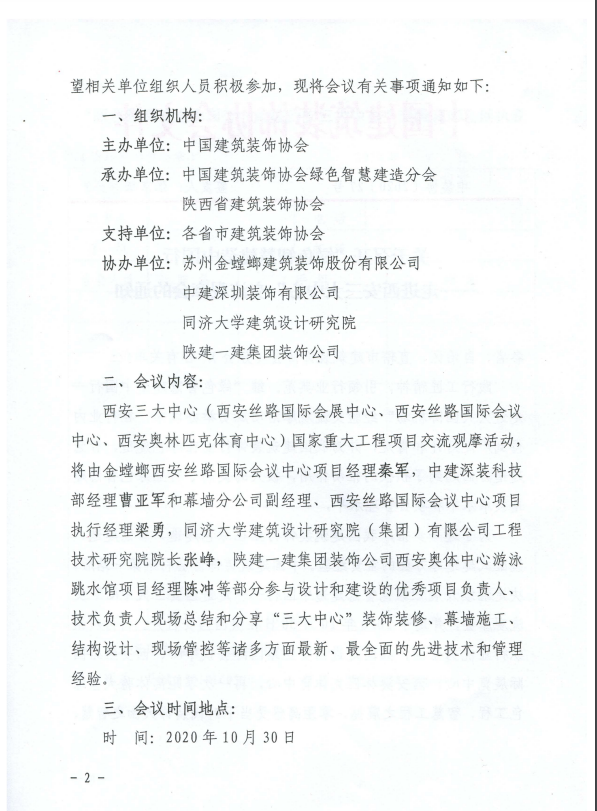 望相关单位组织人员积极参加，现将会议有关事项通知如下：
一、组织机构：
主办单位：中国建筑装饰协会
承办单位：中国建筑装饰协会绿色智慧建造分会
陕西省建筑装饰协会
支持单位：各省市建筑装饰协会
协办单位：苏州金螳螂建筑装饰股份有限公司
中建深圳装饰有限公司
同济大学建筑设计研究院
陕建一建集团装饰公司
二、会议内容：
西安三大中心（西安丝路国际会展中心、西安丝路国际会议
中心、西安奥林匹克体育中心）国家重大工程项目交流观摩活动，
将由金螳螂西安丝路国际会议中心项目经理秦军，中建深装科技
部经理曹亚军和幕墙分公司副经理、西安丝路国际会议中心项目
执行经理梁勇，同济大学建筑设计研究院（集团）有限公司工程
技术研究院院长张峥，陕建一建集团装饰公司西安奥体中心游泳
跳水馆项目经理陈冲等部分参与设计和建设的优秀项目负责人、
技术负责人现场总结和分享“三大中心”装饰装修、幕墙施工、
结构设计、现场管控等诸多方面最新、最全面的先进技术和管理
经验。
三、会议时间地点：
时　间：2020年10月30日
- 2 -